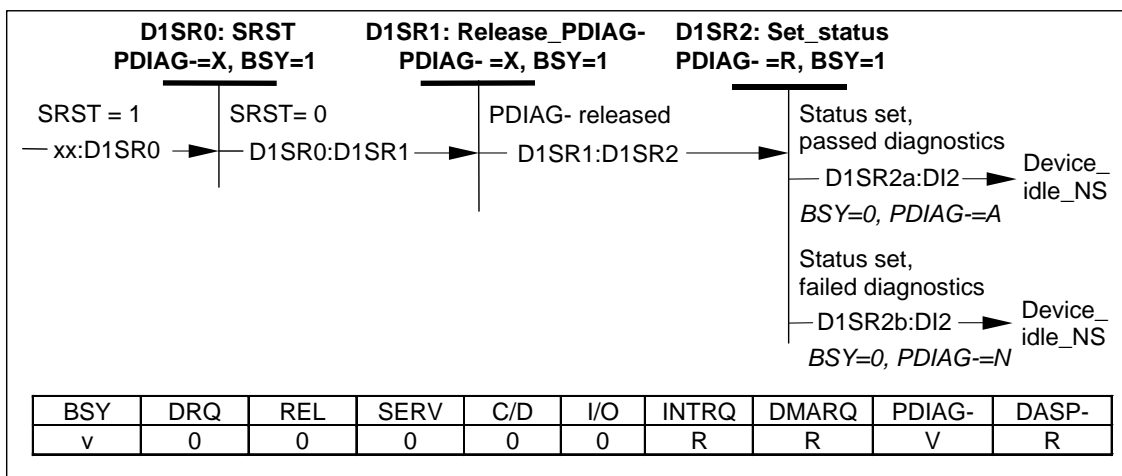 D1SR0: SRST
PDIAG-=X, BSY=1
D1SR1: Release_PDIAG-
PDIAG- =X, BSY=1
D1SR2: Set_status
PDIAG- =R, BSY=1
SRST = 1
xx:D1SR0
SRST= 0
D1SR0:D1SR1
PDIAG- released
D1SR1:D1SR2
Status set,
passed diagnostics
D1SR2a:DI2
BSY=0, PDIAG-=A
Device_
idle_NS
Status set,
failed diagnostics
D1SR2b:DI2
BSY=0, PDIAG-=N
Device_
idle_NS
BSY DRQ REL SERV C/D I/O INTRQ DMARQ PDIAG- DASP-
v 0 0 0 0 0 R R V R